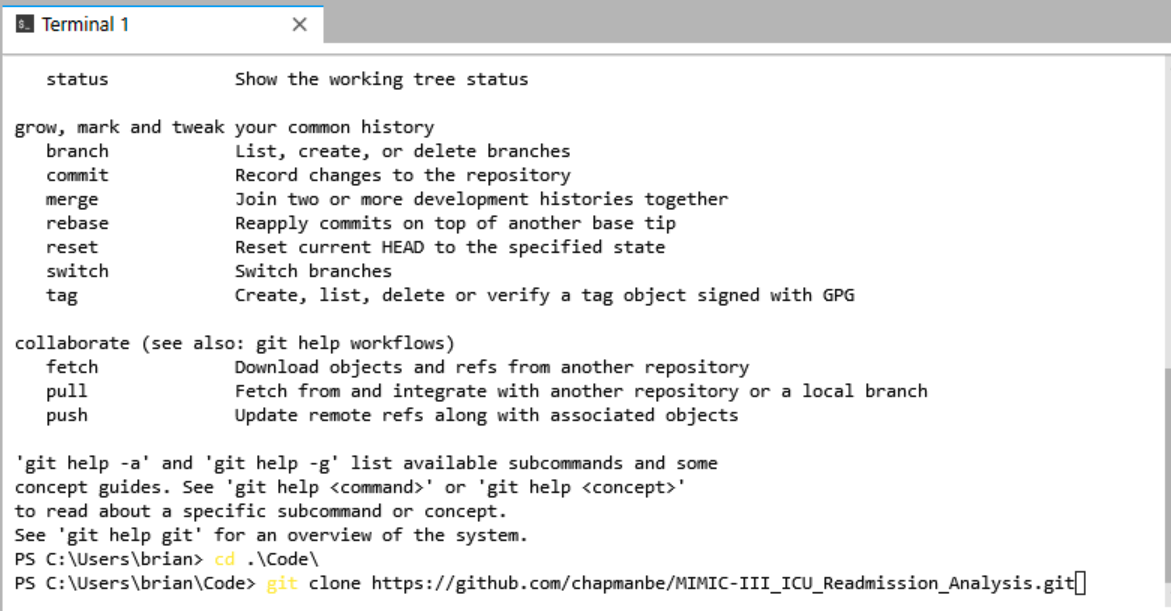 $_ Terminal 1 ×
status Show the working tree status
grow, mark and tweak your common history
branch List, create, or delete branches
commit Record changes to the repository
merge Join two or more development histories together
rebase Reapply commits on top of another base tip
reset Reset current HEAD to the specified state
switch Switch branches
tag Create, list, delete or verify a tag object signed with GPG
collaborate (see also: git help workflows)
fetch Download objects and refs from another repository
pull Fetch from and integrate with another repository or a local branch
push Update remote refs along with associated objects
'git help -a' and 'git help -g' list available subcommands and some
concept guides. See 'git help <command>' or 'git help <concept>'
to read about a specific subcommand or concept.
See 'git help git' for an overview of the system.
PS C:\Users\brian> cd .\Code\
PS C:\Users\brian\Code> git clone https://github.com/chapmanbe/MIMIC-III_ICU_Readmission_Analysis.git